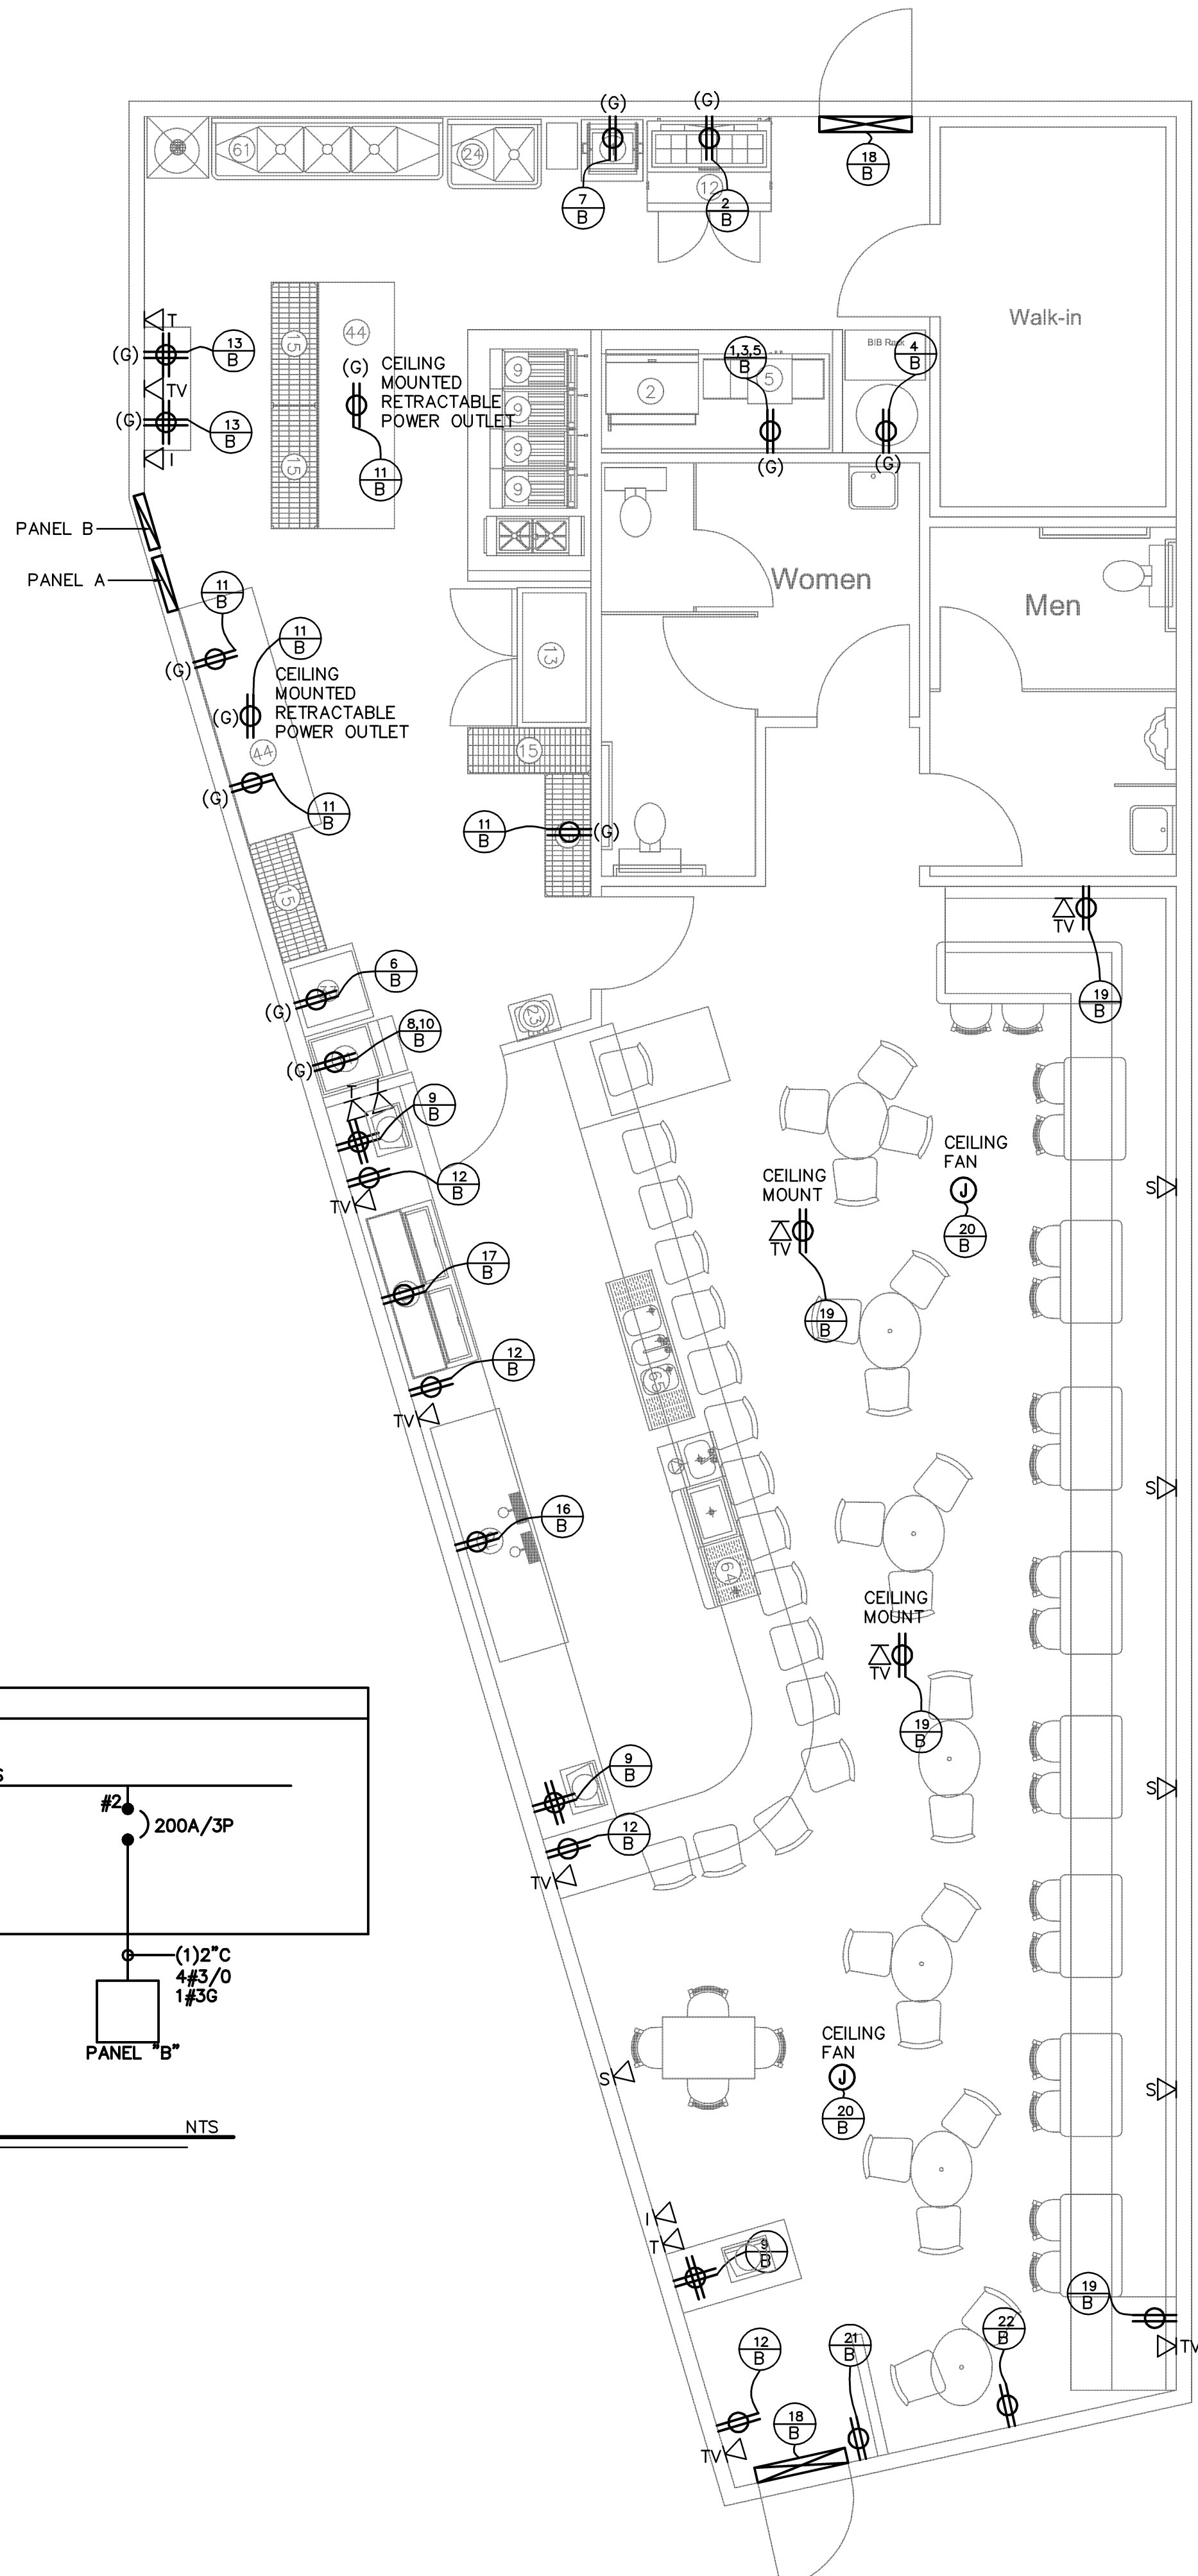 (G)
(G)
61
24
7
B
12
2
B
18
B
Walk-in
T
(G)
13
B
TV
(G)
13
B
I
15
15
44
(G)
CEILING
MOUNTED
RETRACTABLE
POWER OUTLET
11
B
9
9
9
9
2
1,3,5
B
5
(G)
BIB Rack
4
B
(G)
PANEL B
PANEL A
Women
Men
11
B
(G)
11
B
CEILING
MOUNTED
RETRACTABLE
POWER OUTLET
(G)
44
(G)
11
B
13
15
11
B
(G)
15
TV
19
B
6
B
(G)
8,10
B
(G)
23
T
9
B
12
B
TV
CEILING
MOUNT
TV
19
B
CEILING
FAN
J
20
B
S
17
B
12
B
TV
65
S
16
B
64
CEILING
MOUNT
TV
19
B
S
9
B
12
B
TV
S
#2
200A/3P
(1)2"C
4#3/0
1#3G
PANEL "B"
NTS
CEILING
FAN
J
20
B
S
S
I
T
9
B
19
B
TV
12
B
TV
18
B
21
B
22
B